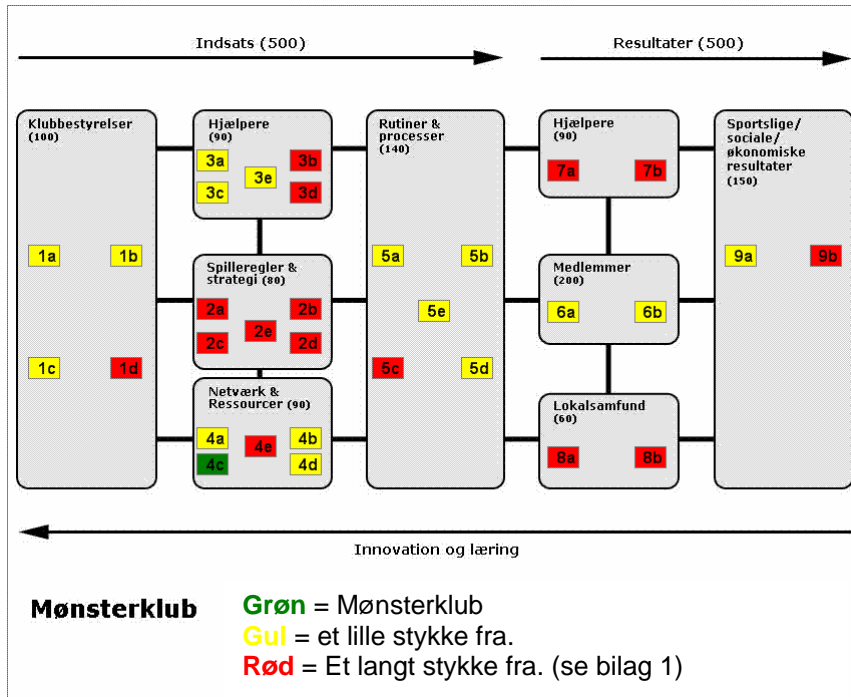 Indsats (500)
Resultater (500)
Klubbestyrelser
(100)
1a 1b
1c 1d
Hjælpere
(90)
3a 3b
3e
3c 3d
Spilleregler &
strategi (80)
2a 2b
2e
2c 2d
Netværk &
Ressourcer (90)
4a 4b
4e
4c 4d
Rutiner &
processer
(140)
5a 5b
5e
5c 5d
Hjælpere
(90)
7a 7b
Medlemmer
(200)
6a 6b
Lokalsamfund
(60)
8a 8b
Sportslige/
sociale/
økonomiske
resultater
(150)
9a 9b
Innovation og læring
Mønsterklub
Grøn = Mønsterklub
Gul = et lille stykke fra.
Rød = Et langt stykke fra. (se bilag 1)